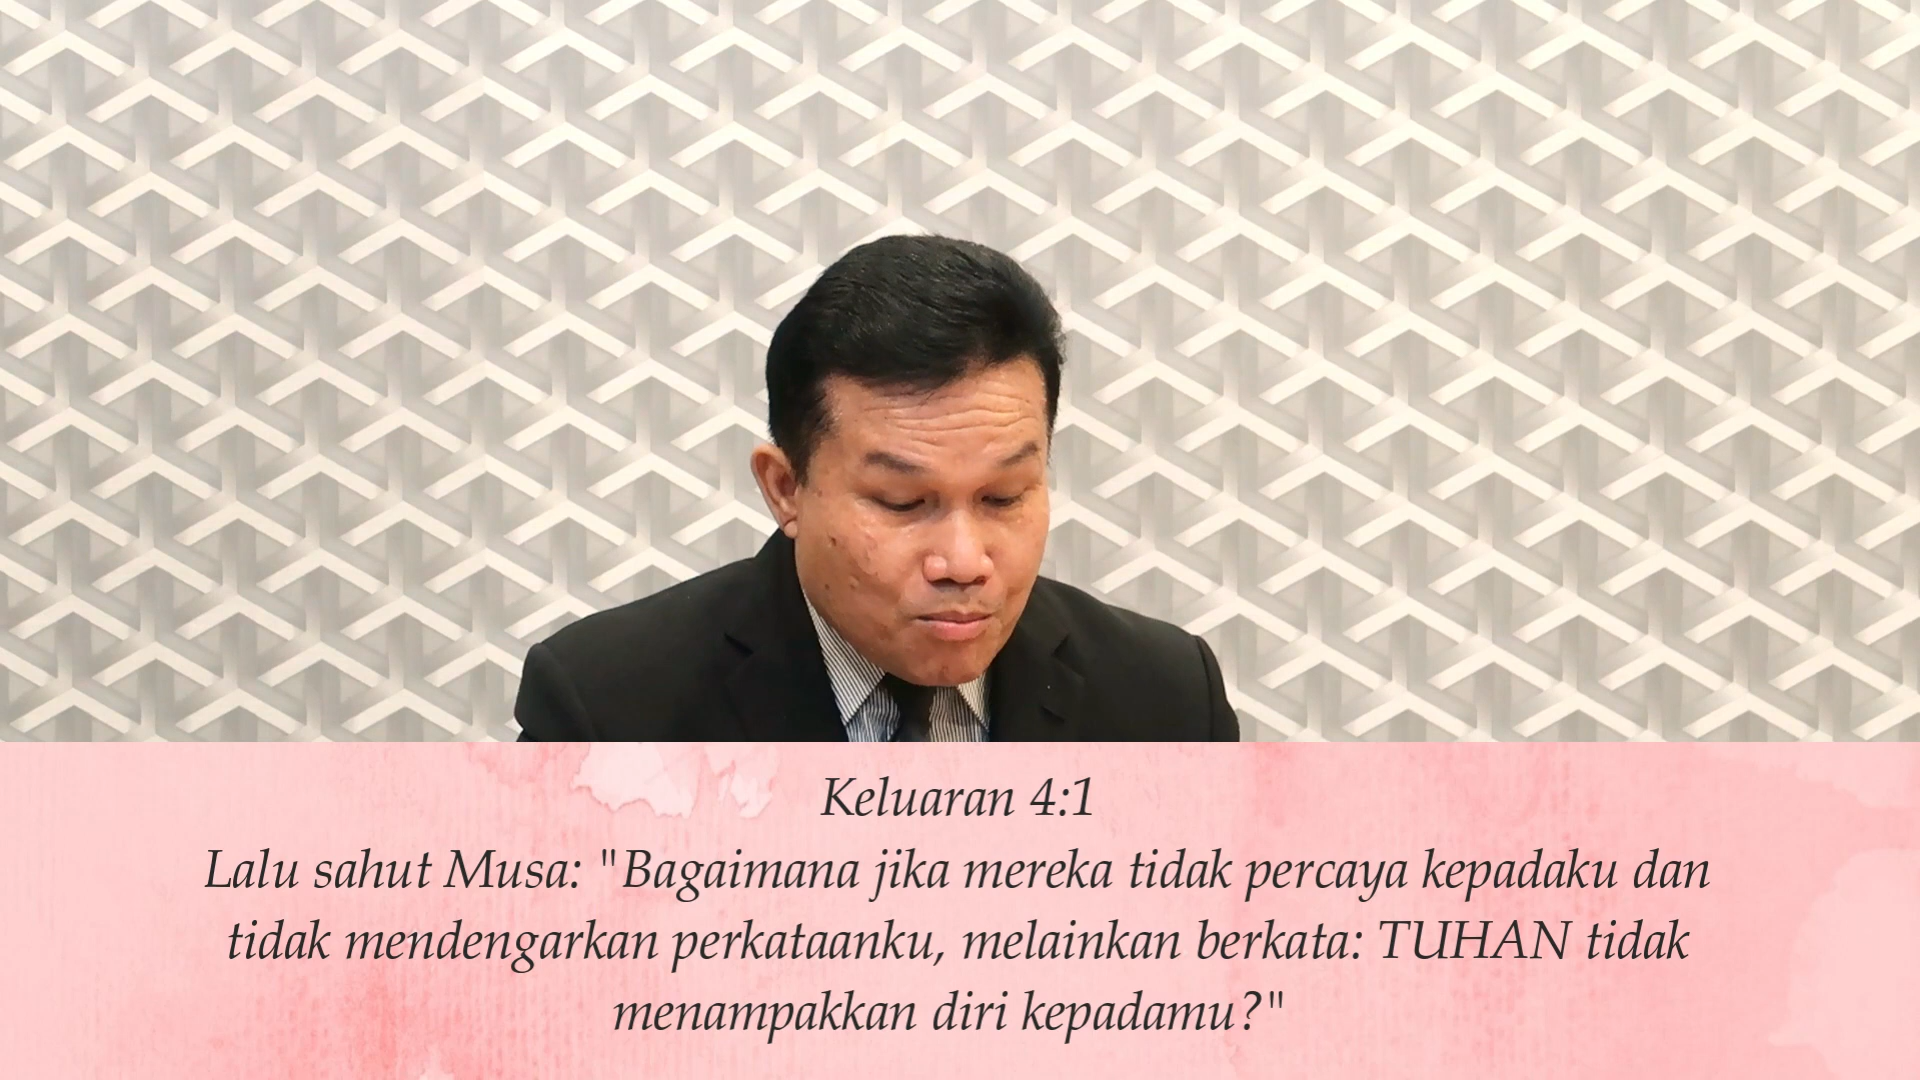 Keluaran 4:1
Lalu sahut Musa: "Bagaimana jika mereka tidak percaya kepadaku dan
tidak mendengarkan perkataanku, melainkan berkata: TUHAN tidak
menampakkan diri kepadamu?"